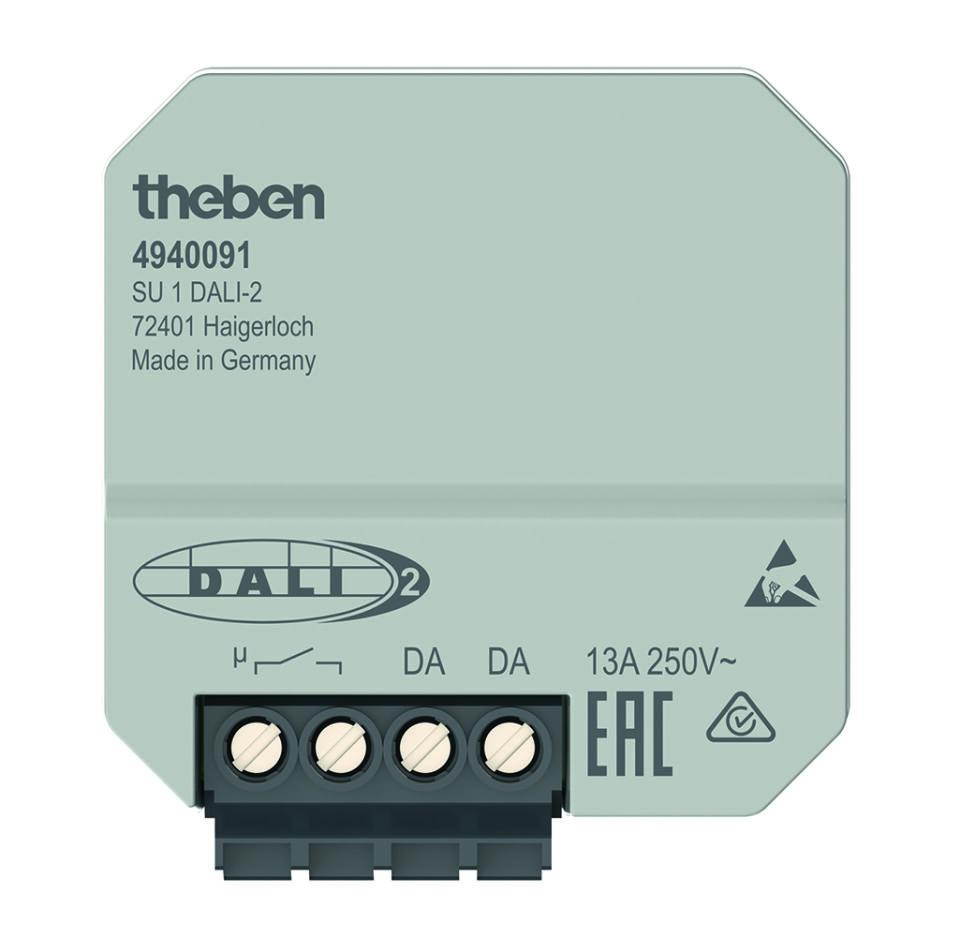 theben
4940091
SU 1 DALI-2
72401 Haigerloch
Made in Germany
DALI 2
µ DA DA 13A 250V~
EAC